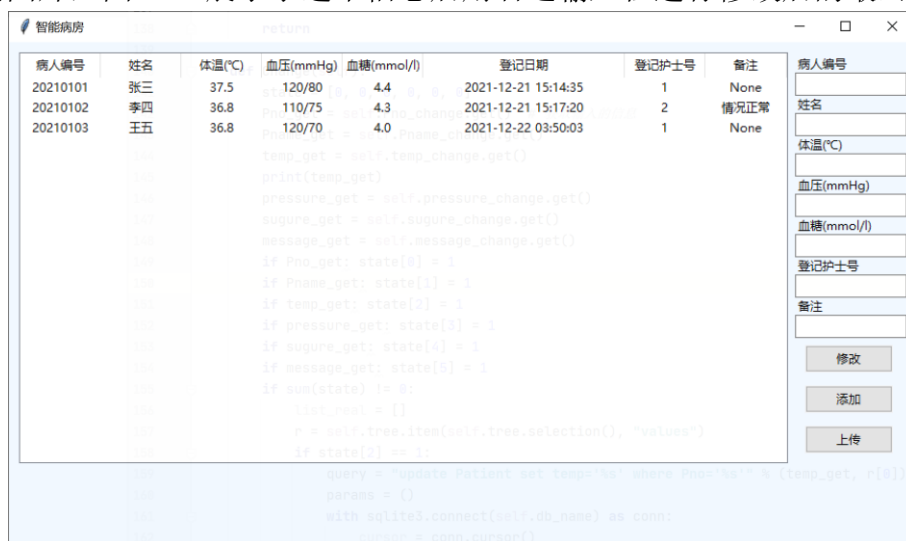 智能病房
病人编号 姓名 体温(℃) 血压(mmHg) 血糖(mmol/l) 登记日期 登记护士号 备注
20210101 张三 37.5 120/80 4.4 2021-12-21 15:14:35 1 None
20210102 李四 36.8 110/75 4.3 2021-12-21 15:17:20 2 情况正常
20210103 王五 36.8 120/70 4.0 2021-12-22 03:50:03 1 None
病人编号
姓名
体温(℃)
血压(mmHg)
血糖(mmol/l)
登记护士号
备注
修改
添加
上传
return
temp_get = self.temp_change.get()
print(temp_get)
pressure_get = self.pressure_change.get()
sugure_get = self.sugure_change.get()
message_get = self.message_change.get()
if Pno_get: state[0] = 1
if Pname_get: state[1] = 1
if temp_get: state[2] = 1
if pressure_get: state[3] = 1
if sugure_get: state[4] = 1
if message_get: state[5] = 1
if sum(state) != 0:
list_real = []
r = self.tree.item(self.tree.selection(), "values")
if state[2] == 1:
query = "update Patient set temp='%s' where Pno='%s'" % (temp_get, r[0])
params = ()
with sqlite3.connect(self.db_name) as conn:
cursor = conn.cursor()